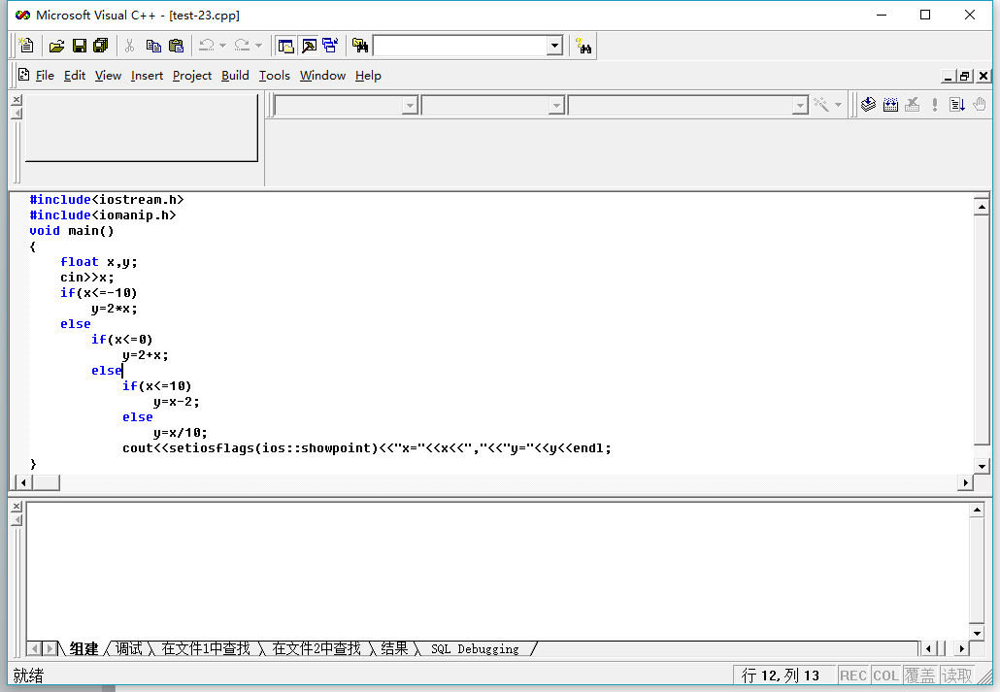 Microsoft Visual C++ - [test-23.cpp]
File Edit View Insert Project Build Tools Window Help
#include<iostream.h>
#include<iomanip.h>
void main()
{
    float x,y;
    cin>>x;
    if(x<=-10)
        y=2*x;
    else
        if(x<=0)
            y=2+x;
        else
            if(x<=10)
                y=x-2;
            else
                y=x/10;
            cout<<setiosflags(ios::showpoint)<<"x="<<x<<","<<"y="<<y<<endl;
}
组建 调试 在文件1中查找 在文件2中查找 结果 SQL Debugging
就绪 行 12, 列 13 REC COL 覆盖 读取